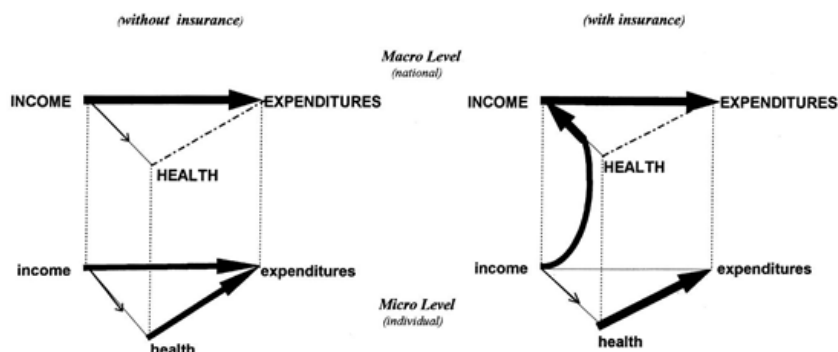 (without insurance)
(with insurance)
Macro Level
(national)
INCOME
EXPENDITURES
INCOME
EXPENDITURES
HEALTH
HEALTH
income
expenditures
income
expenditures
Micro Level
(individual)
health
health